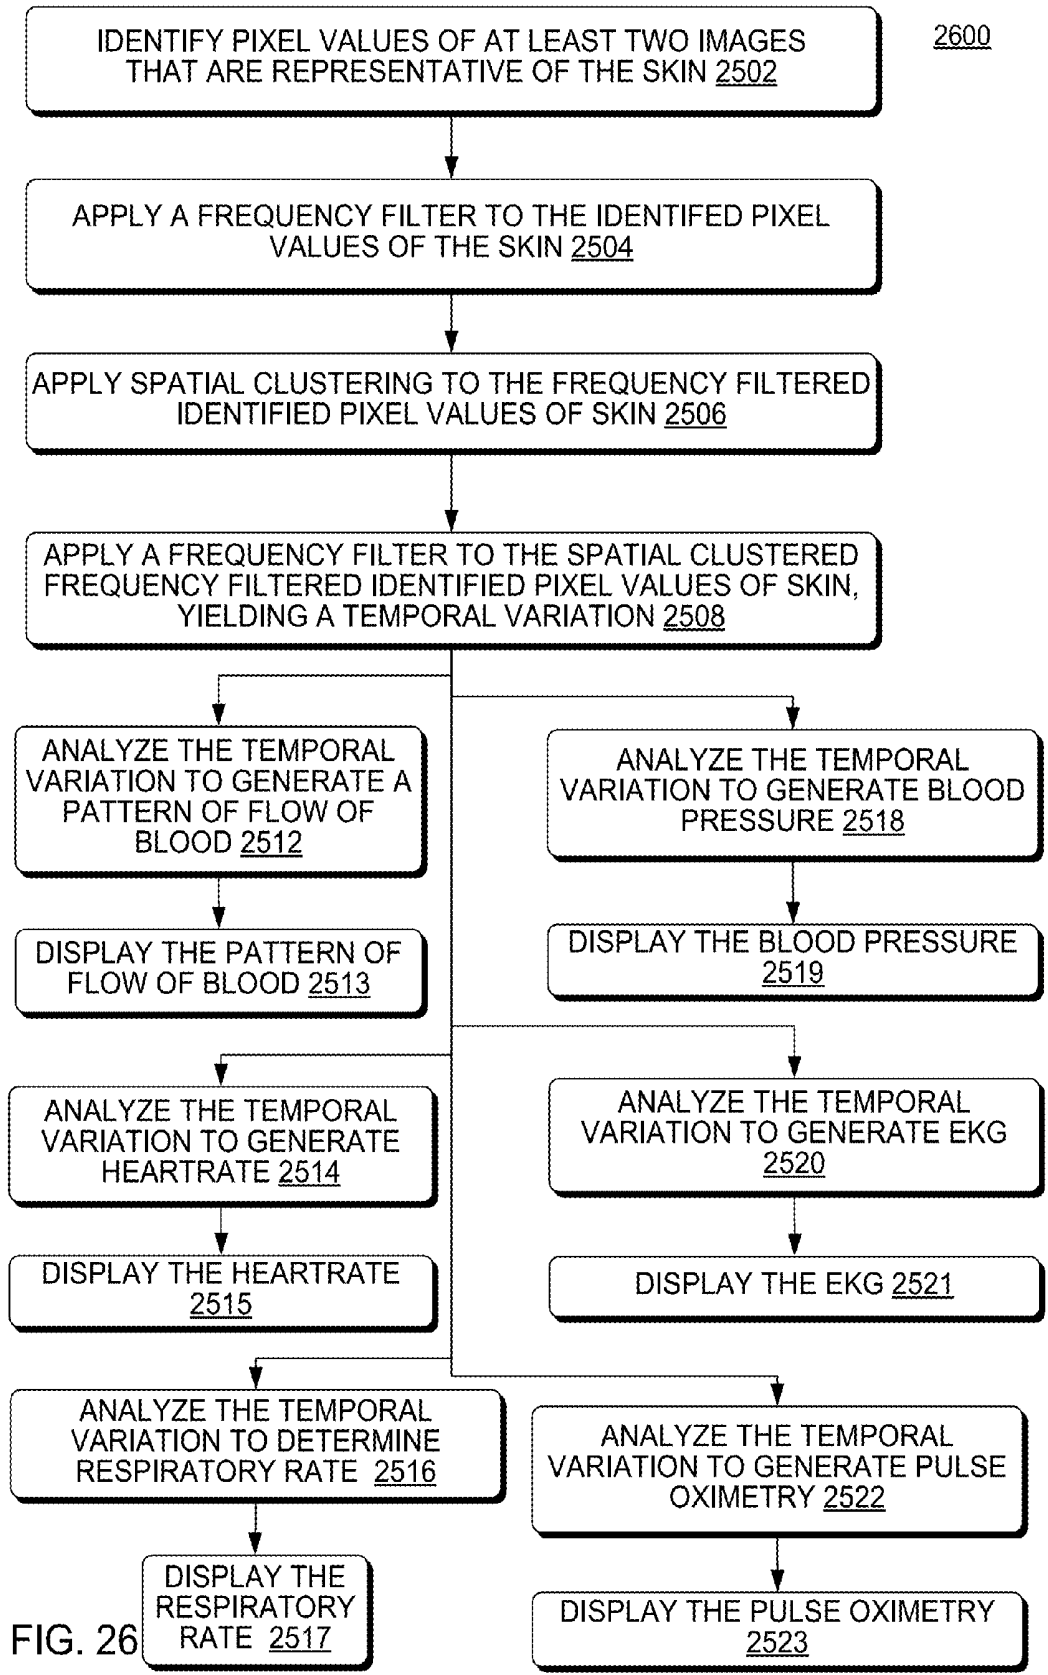 2600
IDENTIFY PIXEL VALUES OF AT LEAST TWO IMAGES
THAT ARE REPRESENTATIVE OF THE SKIN 2502
APPLY A FREQUENCY FILTER TO THE IDENTIFED PIXEL
VALUES OF THE SKIN 2504
APPLY SPATIAL CLUSTERING TO THE FREQUENCY FILTERED
IDENTIFIED PIXEL VALUES OF SKIN 2506
APPLY A FREQUENCY FILTER TO THE SPATIAL CLUSTERED
FREQUENCY FILTERED IDENTIFIED PIXEL VALUES OF SKIN,
YIELDING A TEMPORAL VARIATION 2508
ANALYZE THE TEMPORAL
VARIATION TO GENERATE A
PATTERN OF FLOW OF
BLOOD 2512
ANALYZE THE TEMPORAL
VARIATION TO GENERATE BLOOD
PRESSURE 2518
DISPLAY THE PATTERN OF
FLOW OF BLOOD 2513
DISPLAY THE BLOOD PRESSURE
2519
ANALYZE THE TEMPORAL
VARIATION TO GENERATE
HEARTRATE 2514
ANALYZE THE TEMPORAL
VARIATION TO GENERATE EKG
2520
DISPLAY THE HEARTRATE
2515
DISPLAY THE EKG 2521
ANALYZE THE TEMPORAL
VARIATION TO DETERMINE
RESPIRATORY RATE 2516
ANALYZE THE TEMPORAL
VARIATION TO GENERATE PULSE
OXIMETRY 2522
DISPLAY THE
RESPIRATORY
RATE 2517
DISPLAY THE PULSE OXIMETRY
2523
FIG. 26